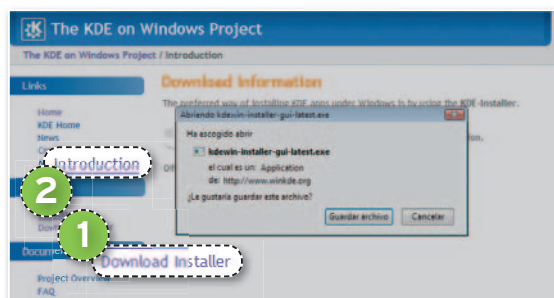 The KDE on Windows Project
The KDE on Windows Project / Introduction
Links
Home
KDE Home
News
Introduction
2
1
Download Installer
Project Overview
FAQ
Download Information
The preferred way of installing KDE apps under Windows is by using the KDE-Installer.
Abriendo kdewin-installer-gui-latest.exe
Ha escogido abrir
kdewin-installer-gui-latest.exe
el cual es un: Application
de: http://www.winkde.org
¿Le gustaría guardar este archivo?
Guardar archivo
Cancelar